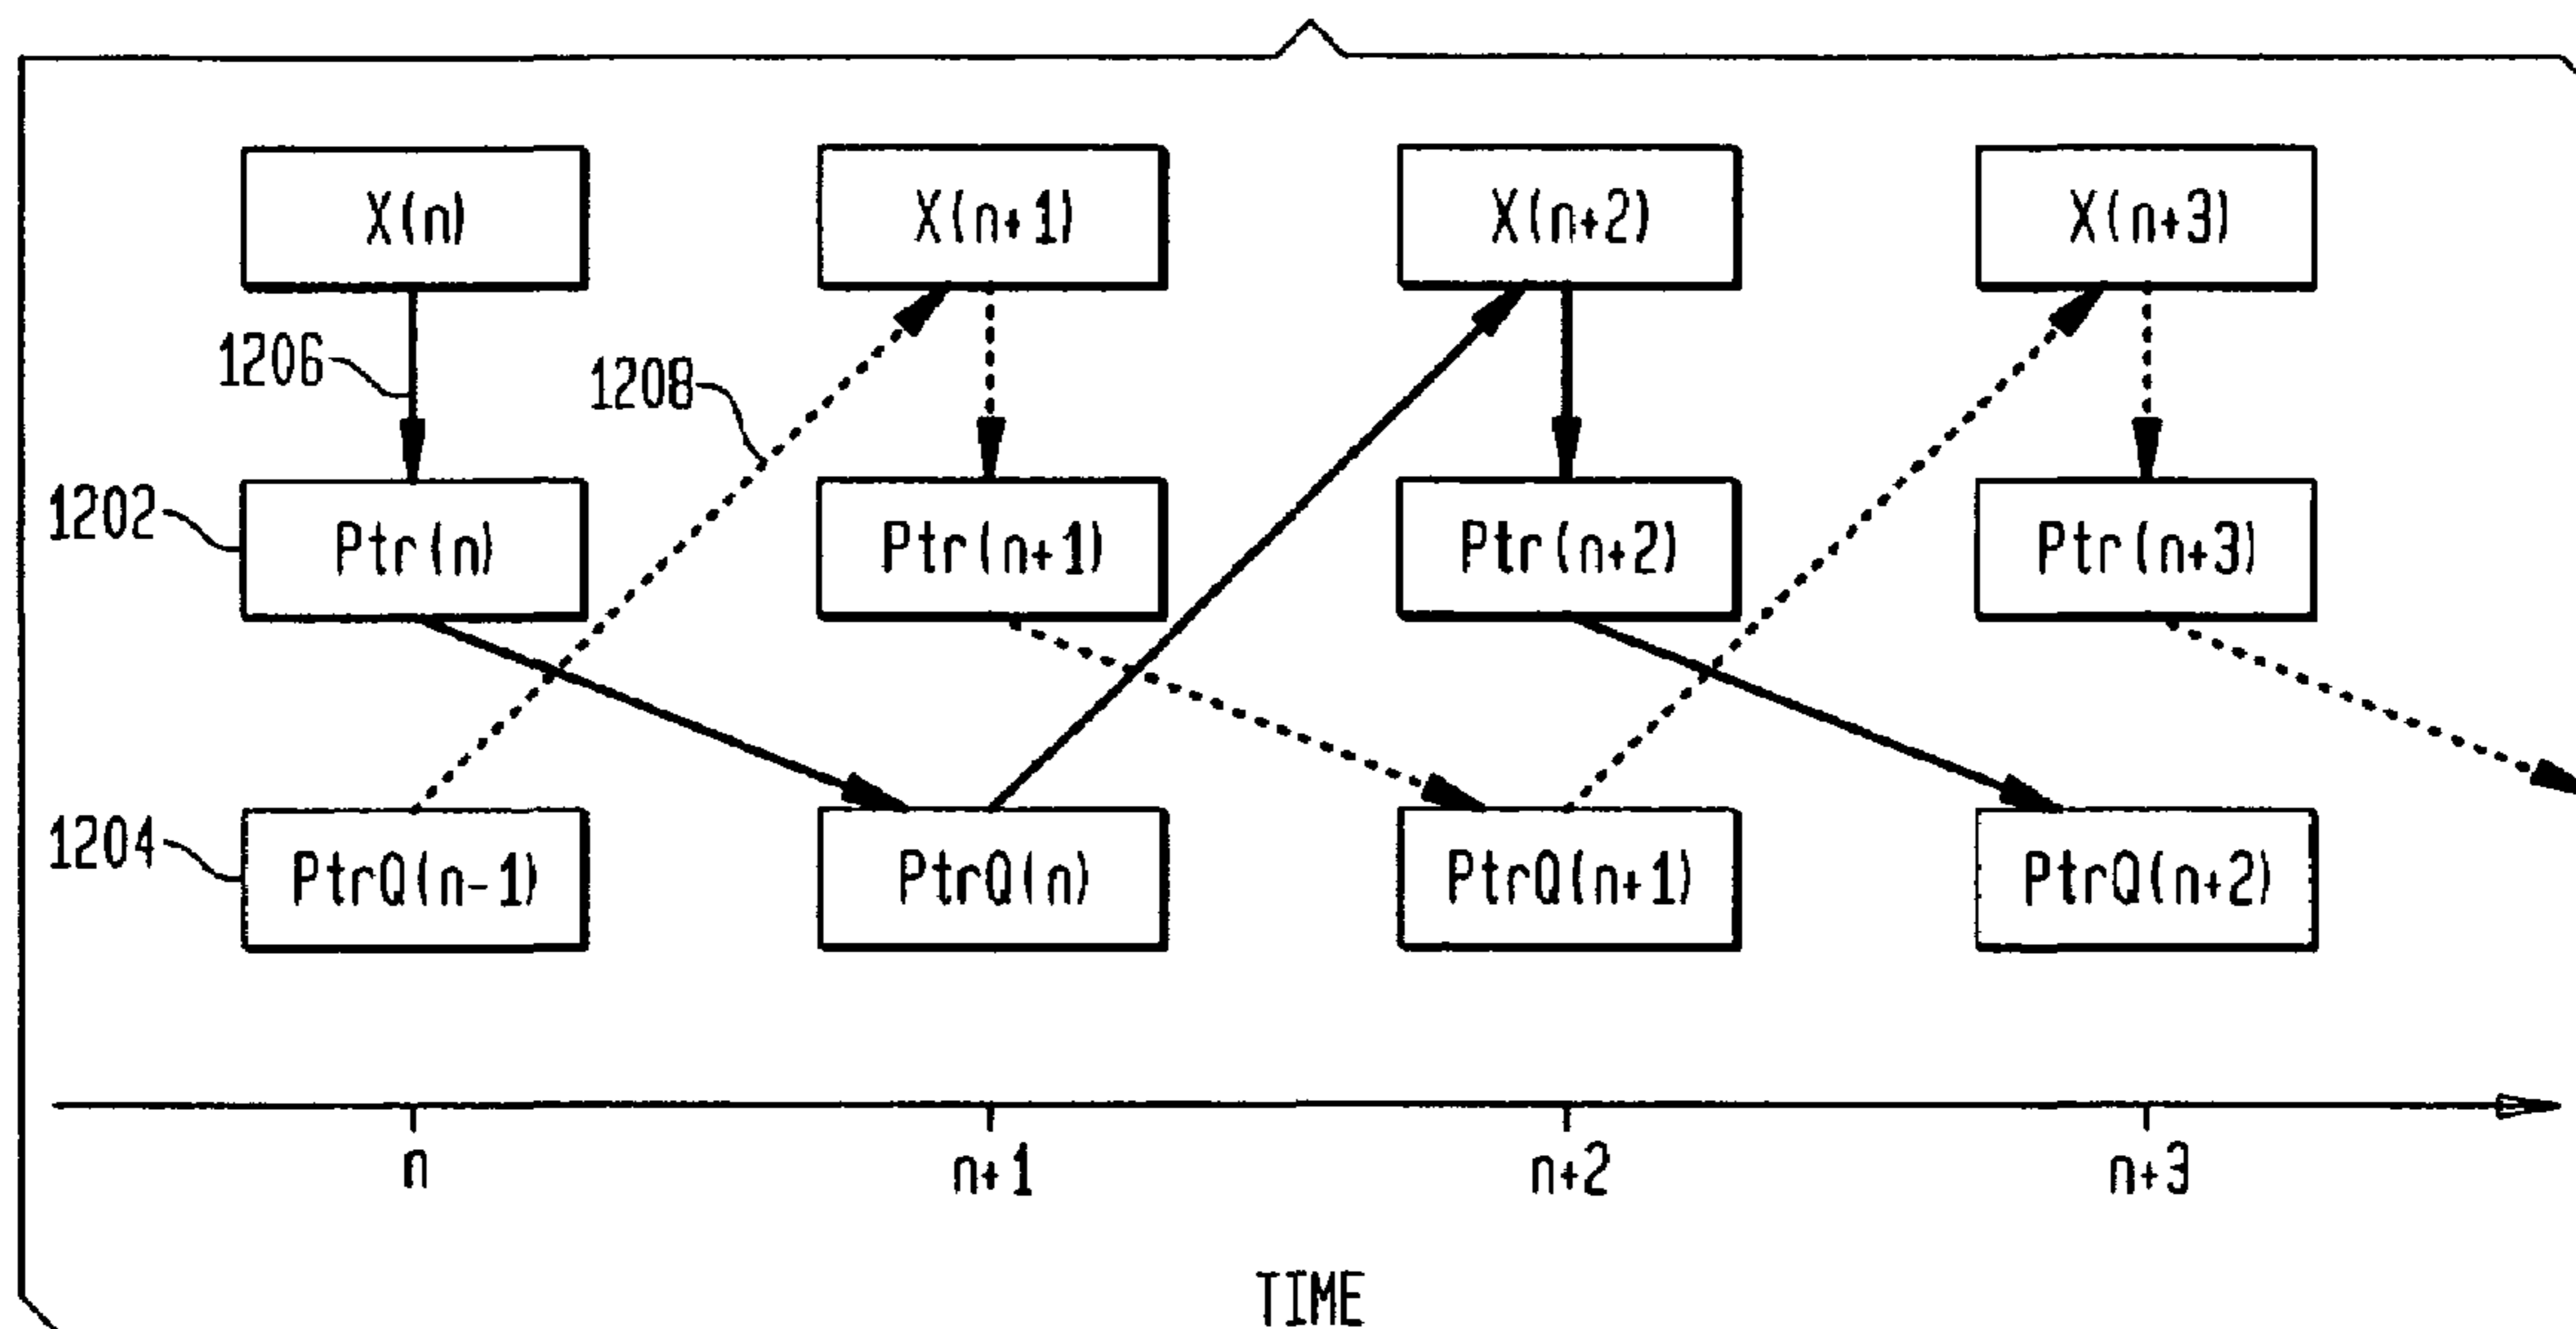 X(n) X(n+1) X(n+2) X(n+3)
1206
1208
1202 Ptr(n) Ptr(n+1) Ptr(n+2) Ptr(n+3)
1204 PtrQ(n-1) PtrQ(n) PtrQ(n+1) PtrQ(n+2)
n n+1 n+2 n+3
TIME